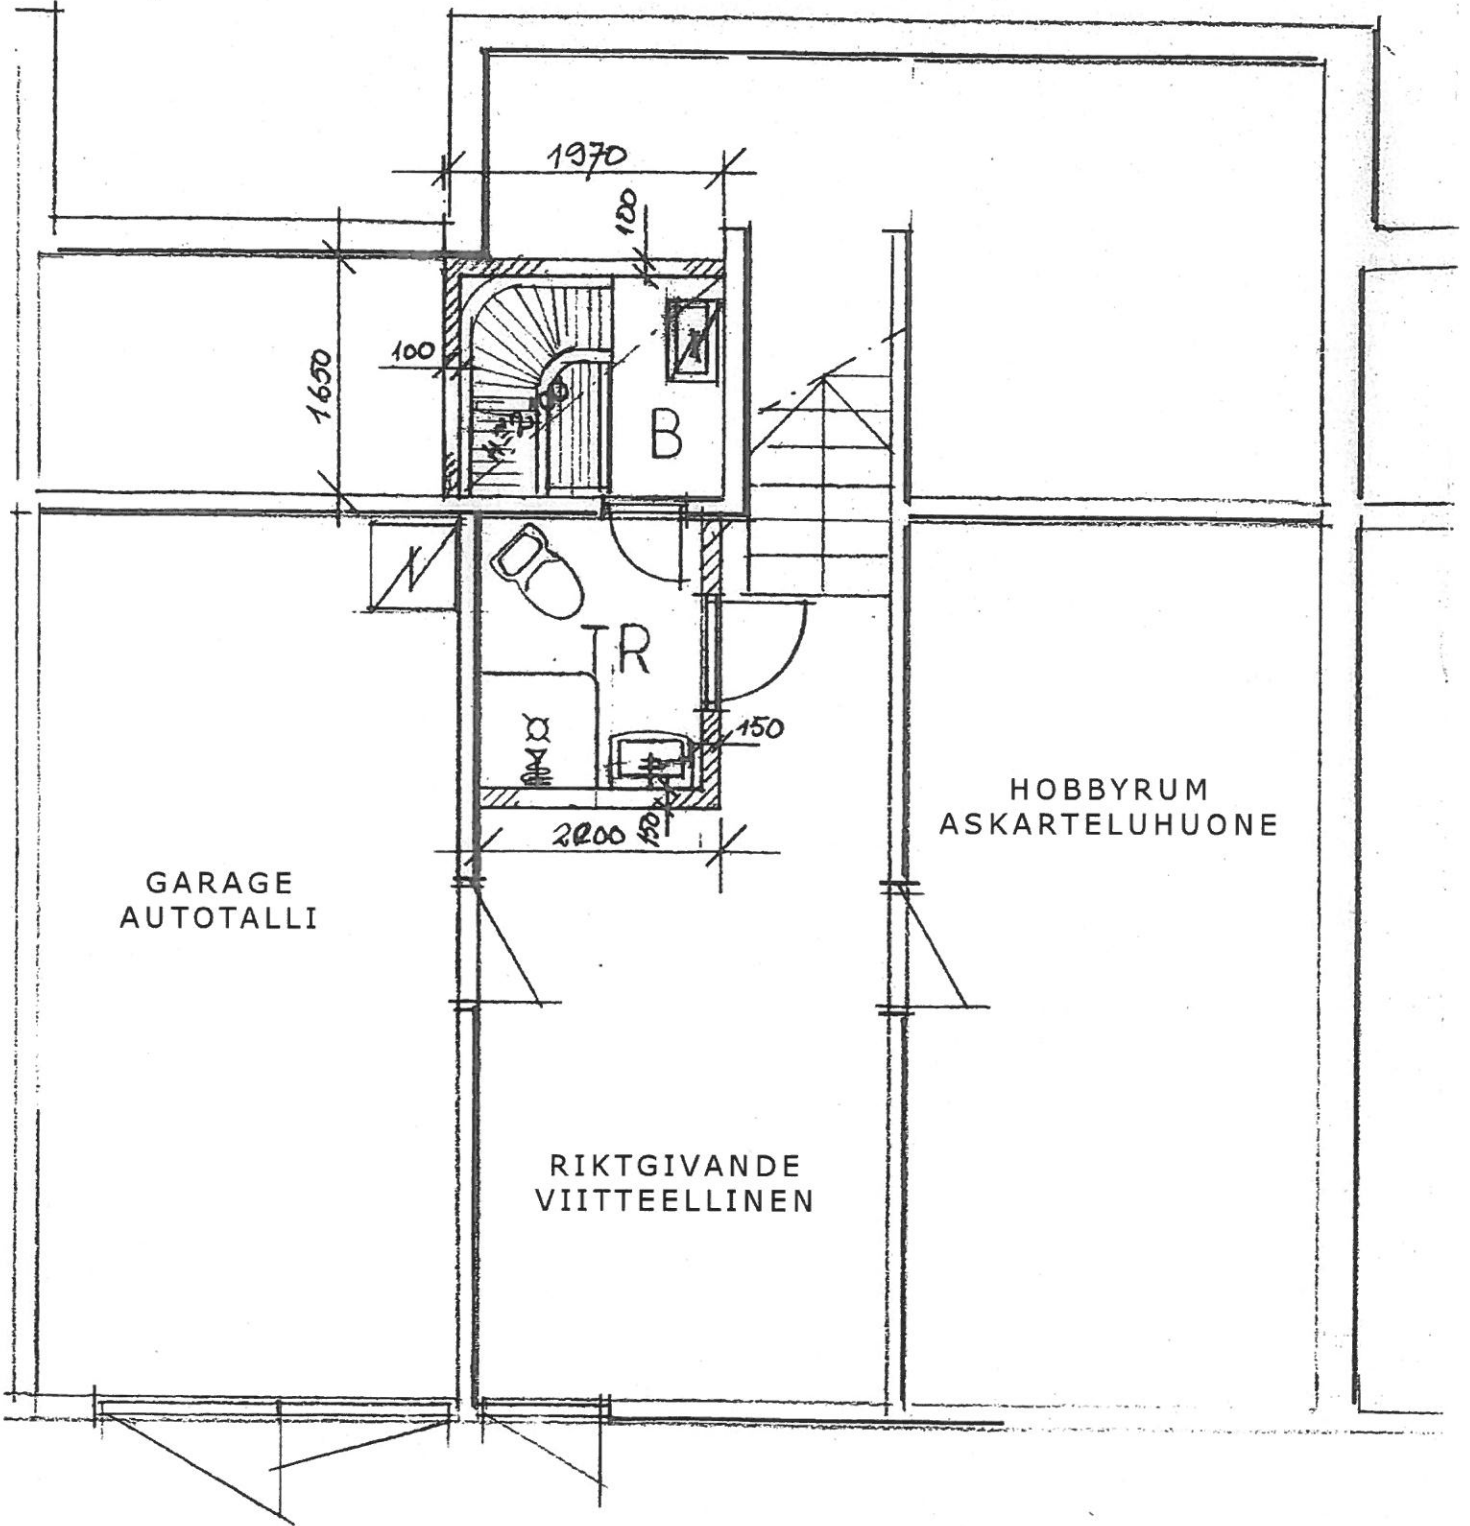 1970
100
100
1650
B
TR
150
150
2200
HOBBYRUM
ASKARTELUHUONE
GARAGE
AUTOTALLI
RIKTGIVANDE
VIITTEELLINEN